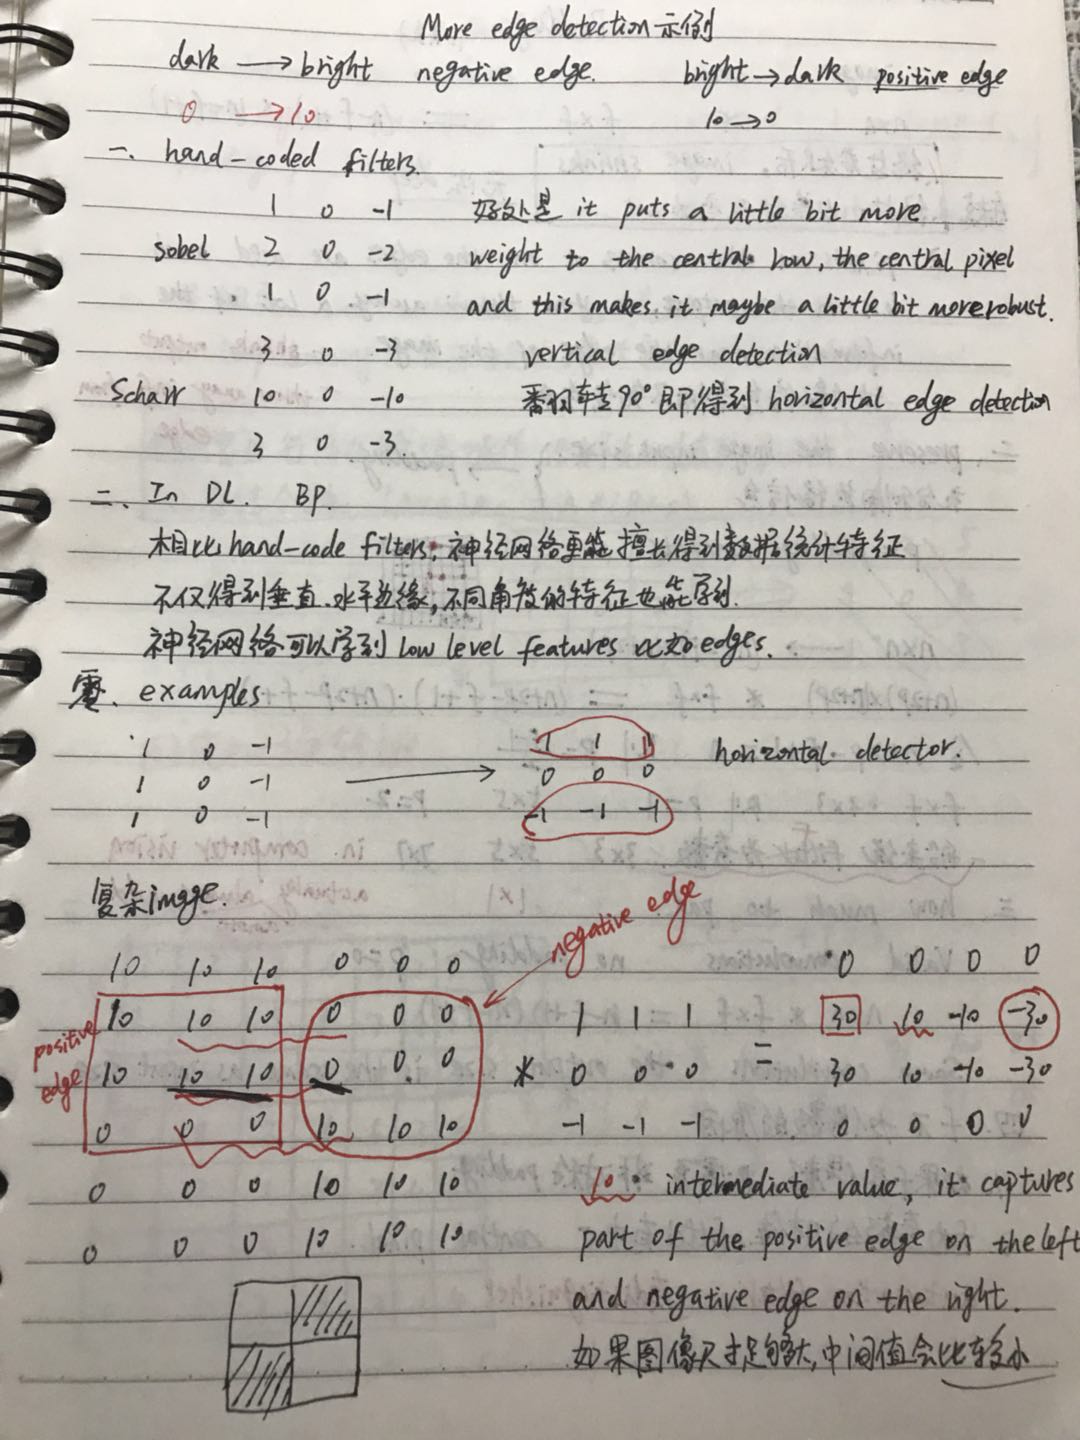 More edge detection 示例
dark → bright negative edge. bright → dark positive edge
0 → 10 10 → 0
一. hand-coded filters.
1 0 -1 好处是 it puts a little bit more
sobel 2 0 -2 weight to the central row, the central pixel
1 0 -1 and this makes it maybe a little bit more robust.
3 0 -3 vertical edge detection
Scharr 10 0 -10 翻转90° 即得到 horizontal edge detection
3 0 -3.
二. In DL. BP.
相比 hand-code filters, 神经网络更能擅长得到数据统计特征
不仅得到垂直、水平边缘, 不同角度的特征也能学到.
神经网络可以学到 low level features 比如 edges.
examples
1 0 -1 1 1 1 horizontal detector.
1 0 -1 → 0 0 0
1 0 -1 -1 -1 -1
复杂image.
negative edge
10 10 10 0 0 0 0 0 0 0
10 10 10 0 0 0 1 1 1 30 10 -10 -30
positive edge
10 10 10 0 0 0 * 0 0 0 = 30 10 -10 -30
0 0 0 10 10 10 -1 -1 -1 0 0 0 0
0 0 0 10 10 10 10. intermediate value, it captures
0 0 0 10 10 10 part of the positive edge on the left
and negative edge on the right.
如果图像尺寸足够大, 中间值会比较小